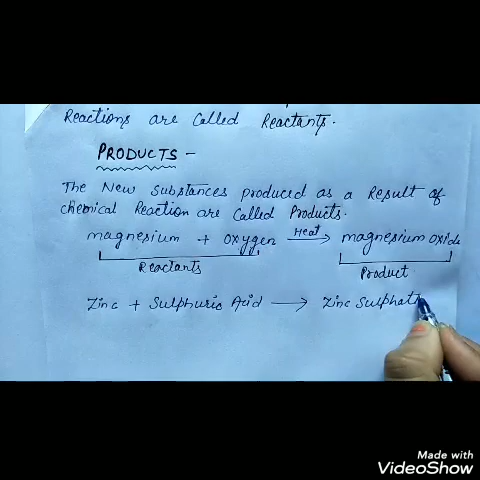 Reactions are Called Reactants.
PRODUCTS -
The New substances produced as a Result of
chemical Reaction are Called Products.
magnesium + oxygen Heat → magnesium oxide
Reactants Product
Zinc + Sulphuric Acid → Zinc Sulphat
Made with
VideoShow